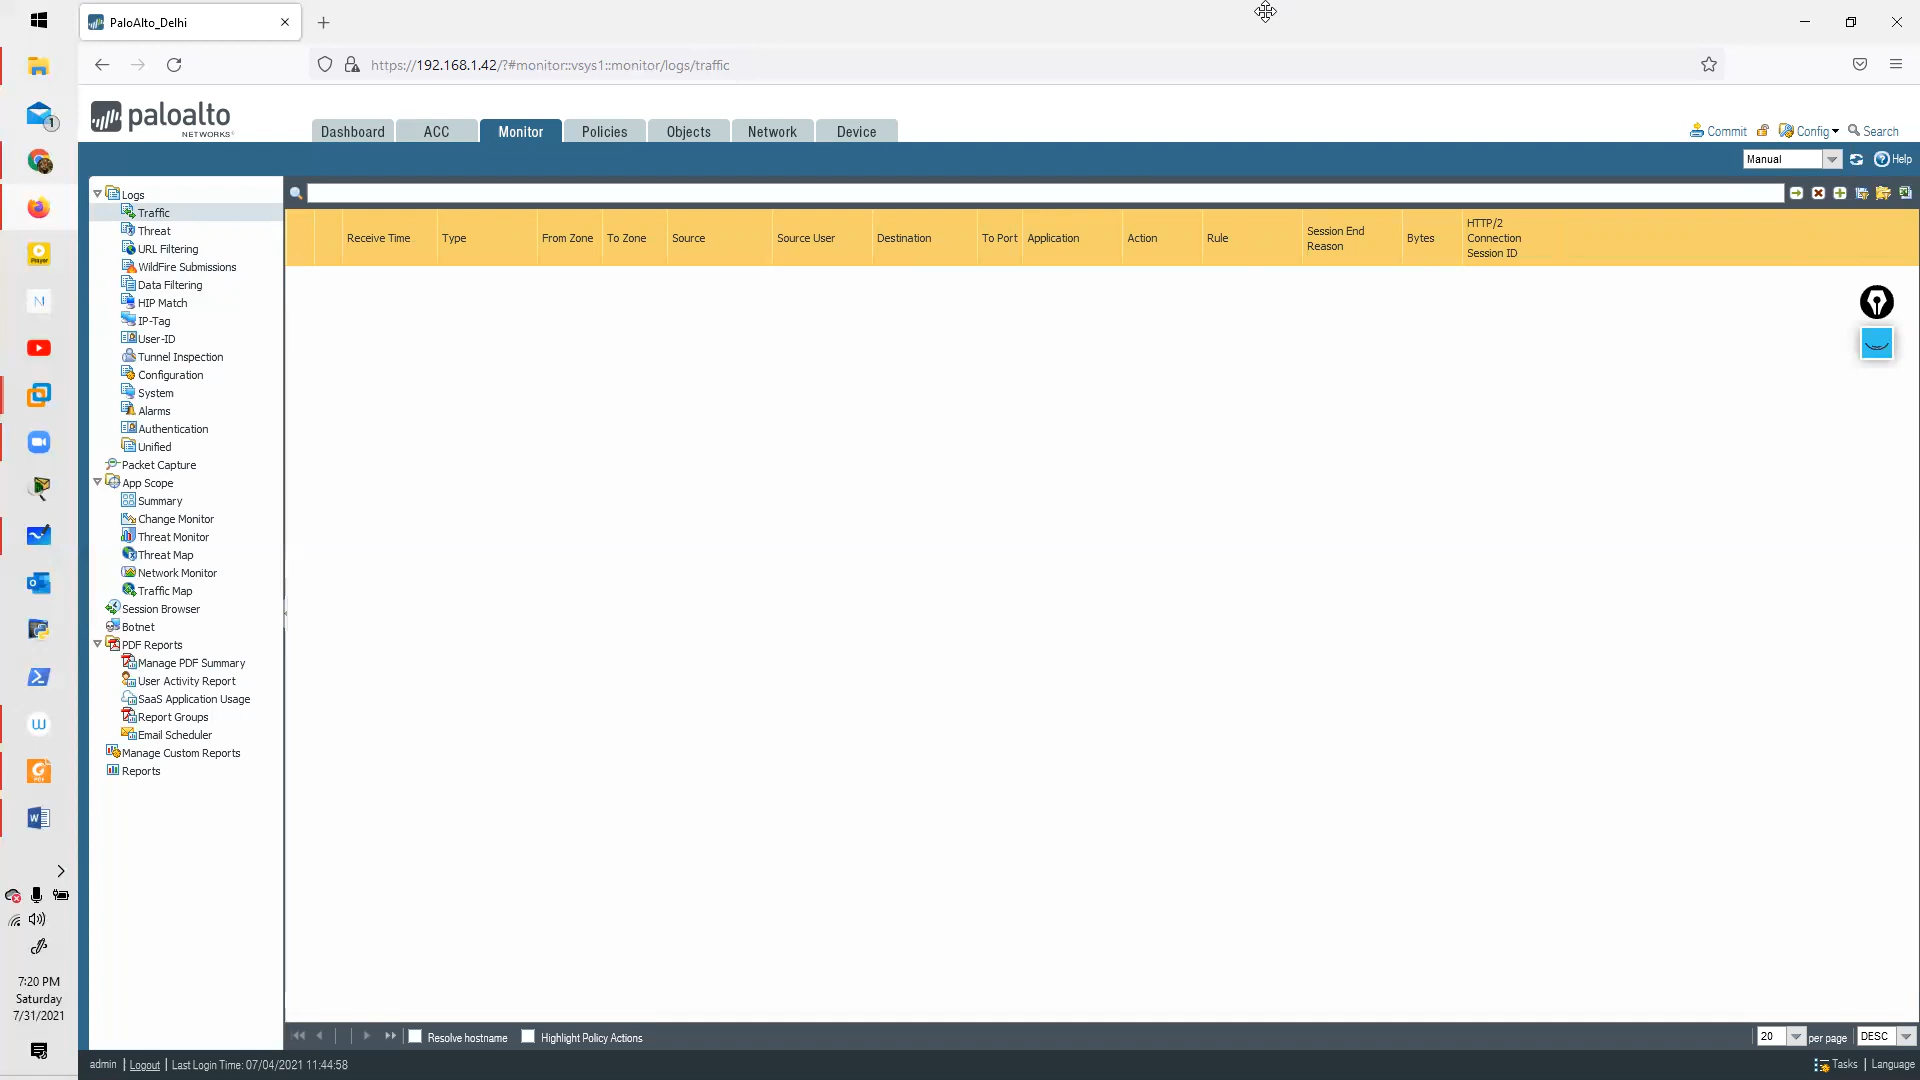 PaloAlto_Delhi
https://192.168.1.42/?#monitor::vsys1::monitor/logs/traffic
paloalto
NETWORKS
Dashboard
ACC
Monitor
Policies
Objects
Network
Device
Commit
Config
Search
Manual
Help
Logs
Traffic
Threat
URL Filtering
WildFire Submissions
Data Filtering
HIP Match
IP-Tag
User-ID
Tunnel Inspection
Configuration
System
Alarms
Authentication
Unified
Packet Capture
App Scope
Summary
Change Monitor
Threat Monitor
Threat Map
Network Monitor
Traffic Map
Session Browser
Botnet
PDF Reports
Manage PDF Summary
User Activity Report
SaaS Application Usage
Report Groups
Email Scheduler
Manage Custom Reports
Reports
Receive Time
Type
From Zone
To Zone
Source
Source User
Destination
To Port
Application
Action
Rule
Session End
Reason
Bytes
HTTP/2
Connection
Session ID
Resolve hostname
Highlight Policy Actions
20
per page
DESC
admin | Logout | Last Login Time: 07/04/2021 11:44:58
Tasks | Language
1
Player
N
W
7:20 PM
Saturday
7/31/2021